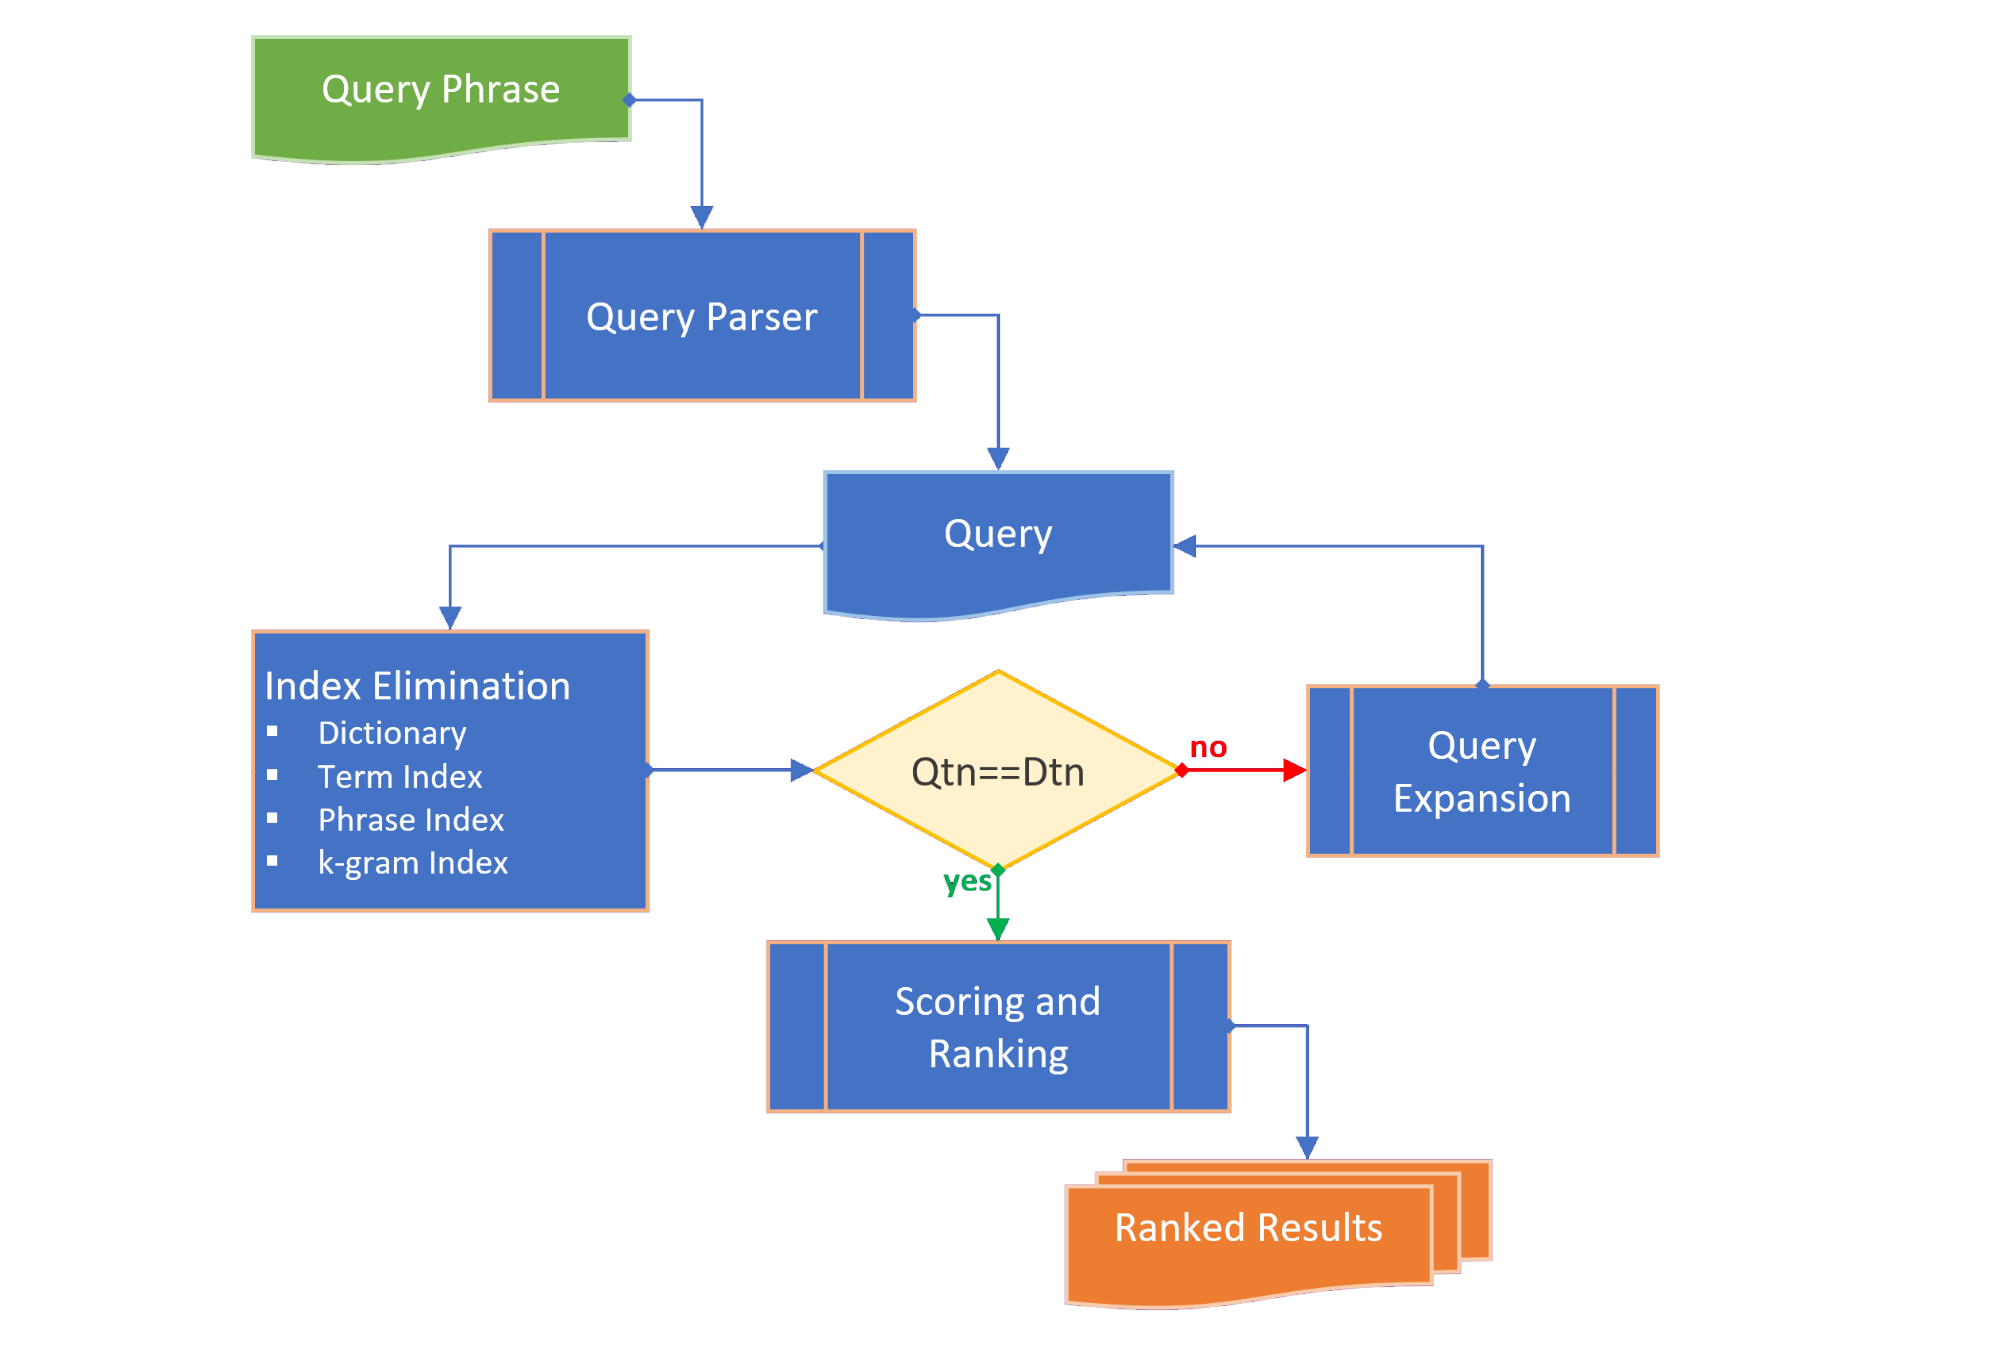 Query Phrase
Query Parser
Query
Index Elimination
▪ Dictionary
▪ Term Index
▪ Phrase Index
▪ k-gram Index
Qtn==Dtn
no
Query
Expansion
yes
Scoring and
Ranking
Ranked Results